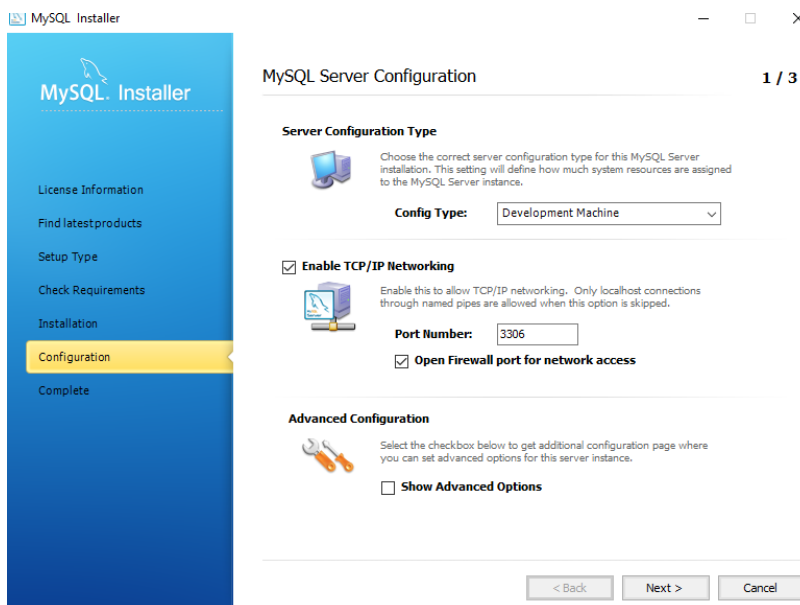 MySQL Installer
MySQL. Installer
License Information
Find latest products
Setup Type
Check Requirements
Installation
Configuration
Complete
MySQL Server Configuration
1 / 3
Server Configuration Type
Choose the correct server configuration type for this MySQL Server
installation. This setting will define how much system resources are assigned
to the MySQL Server instance.
Config Type:
Development Machine
Enable TCP/IP Networking
Enable this to allow TCP/IP networking. Only localhost connections
through named pipes are allowed when this option is skipped.
Port Number:
3306
Open Firewall port for network access
Advanced Configuration
Select the checkbox below to get additional configuration page where
you can set advanced options for this server instance.
Show Advanced Options
< Back
Next >
Cancel